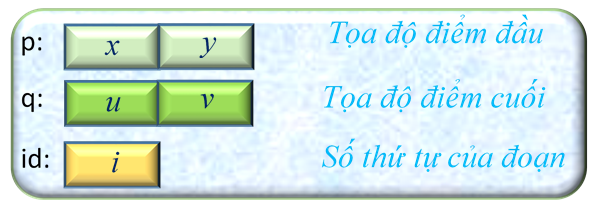 p: x y Tọa độ điểm đầu
q: u v Tọa độ điểm cuối
id: i Số thứ tự của đoạn